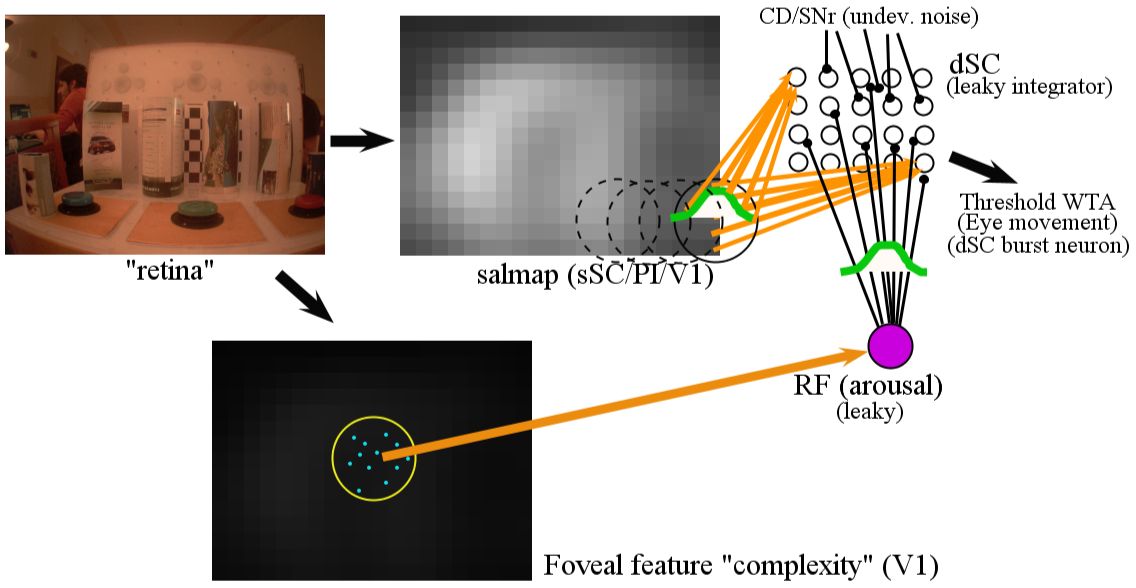 CD/SNr (undev. noise)
dSC
(leaky integrator)
Threshold WTA
(Eye movement)
(dSC burst neuron)
"retina"
salmap (sSC/PI/V1)
RF (arousal)
(leaky)
Foveal feature "complexity" (V1)